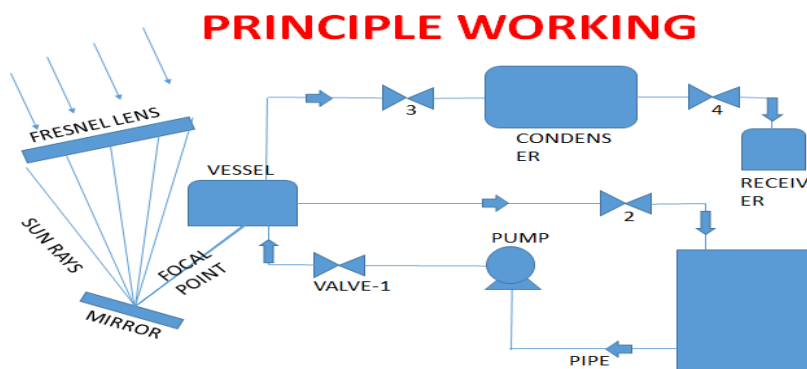 PRINCIPLE WORKING
FRESNEL LENS
SUN RAYS
FOCAL
POINT
MIRROR
VESSEL
3
CONDENS
ER
4
RECEIV
ER
2
PUMP
VALVE-1
PIPE